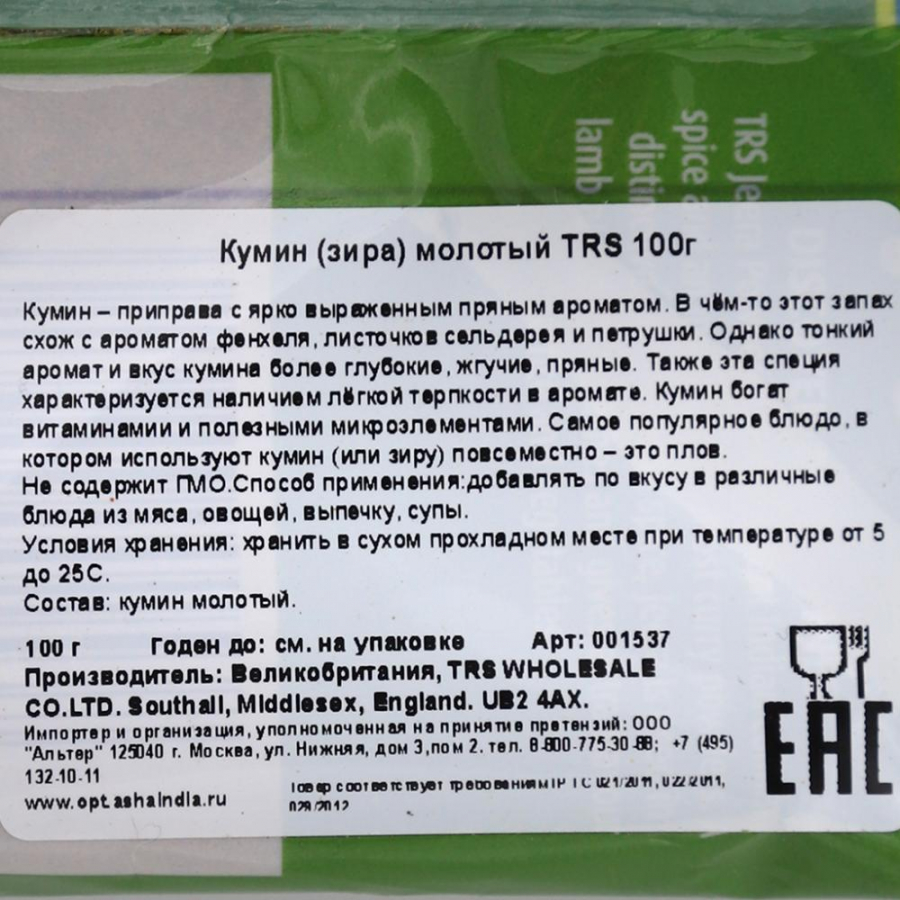 TRS Je
spice a
distin
lamb
Кумин (зира) молотый TRS 100г
Кумин – приправа с ярко выраженным пряным ароматом. В чём-то этот запах
схож с ароматом фенхеля, листочков сельдерея и петрушки. Однако тонкий
аромат и вкус кумина более глубокие, жгучие, пряные. Также эта специя
характеризуется наличием лёгкой терпкости в аромате. Кумин богат
витаминамии и полезными микроэлементами. Самое популярное блюдо, в
котором используют кумин (или зиру) повсеместно – это плов.
Не содержит ГМО.Способ применения:добавлять по вкусу в различные
блюда из мяса, овощей, выпечку, супы.
Условия хранения: хранить в сухом прохладном месте при температуре от 5
до 25С.
Состав: кумин молотый.
100 г Годен до: см. на упаковке Арт: 001537
Производитель: Великобритания, TRS WHOLESALE
CO.LTD. Southall, Middlesex, England. UB2 4AX.
Импортер и организация, уполномоченная на принятие претензий: ООО
"Альтер" 125040 г. Москва, ул. Нижняя, дом 3,пом 2. тел. 8-800-775-30-88; +7 (495)
132-10-11
www.opt.ashaindia.ru
Товар соответствует требованиям ТР ТС 021/2011, 022/2011,
029/2012
EAC